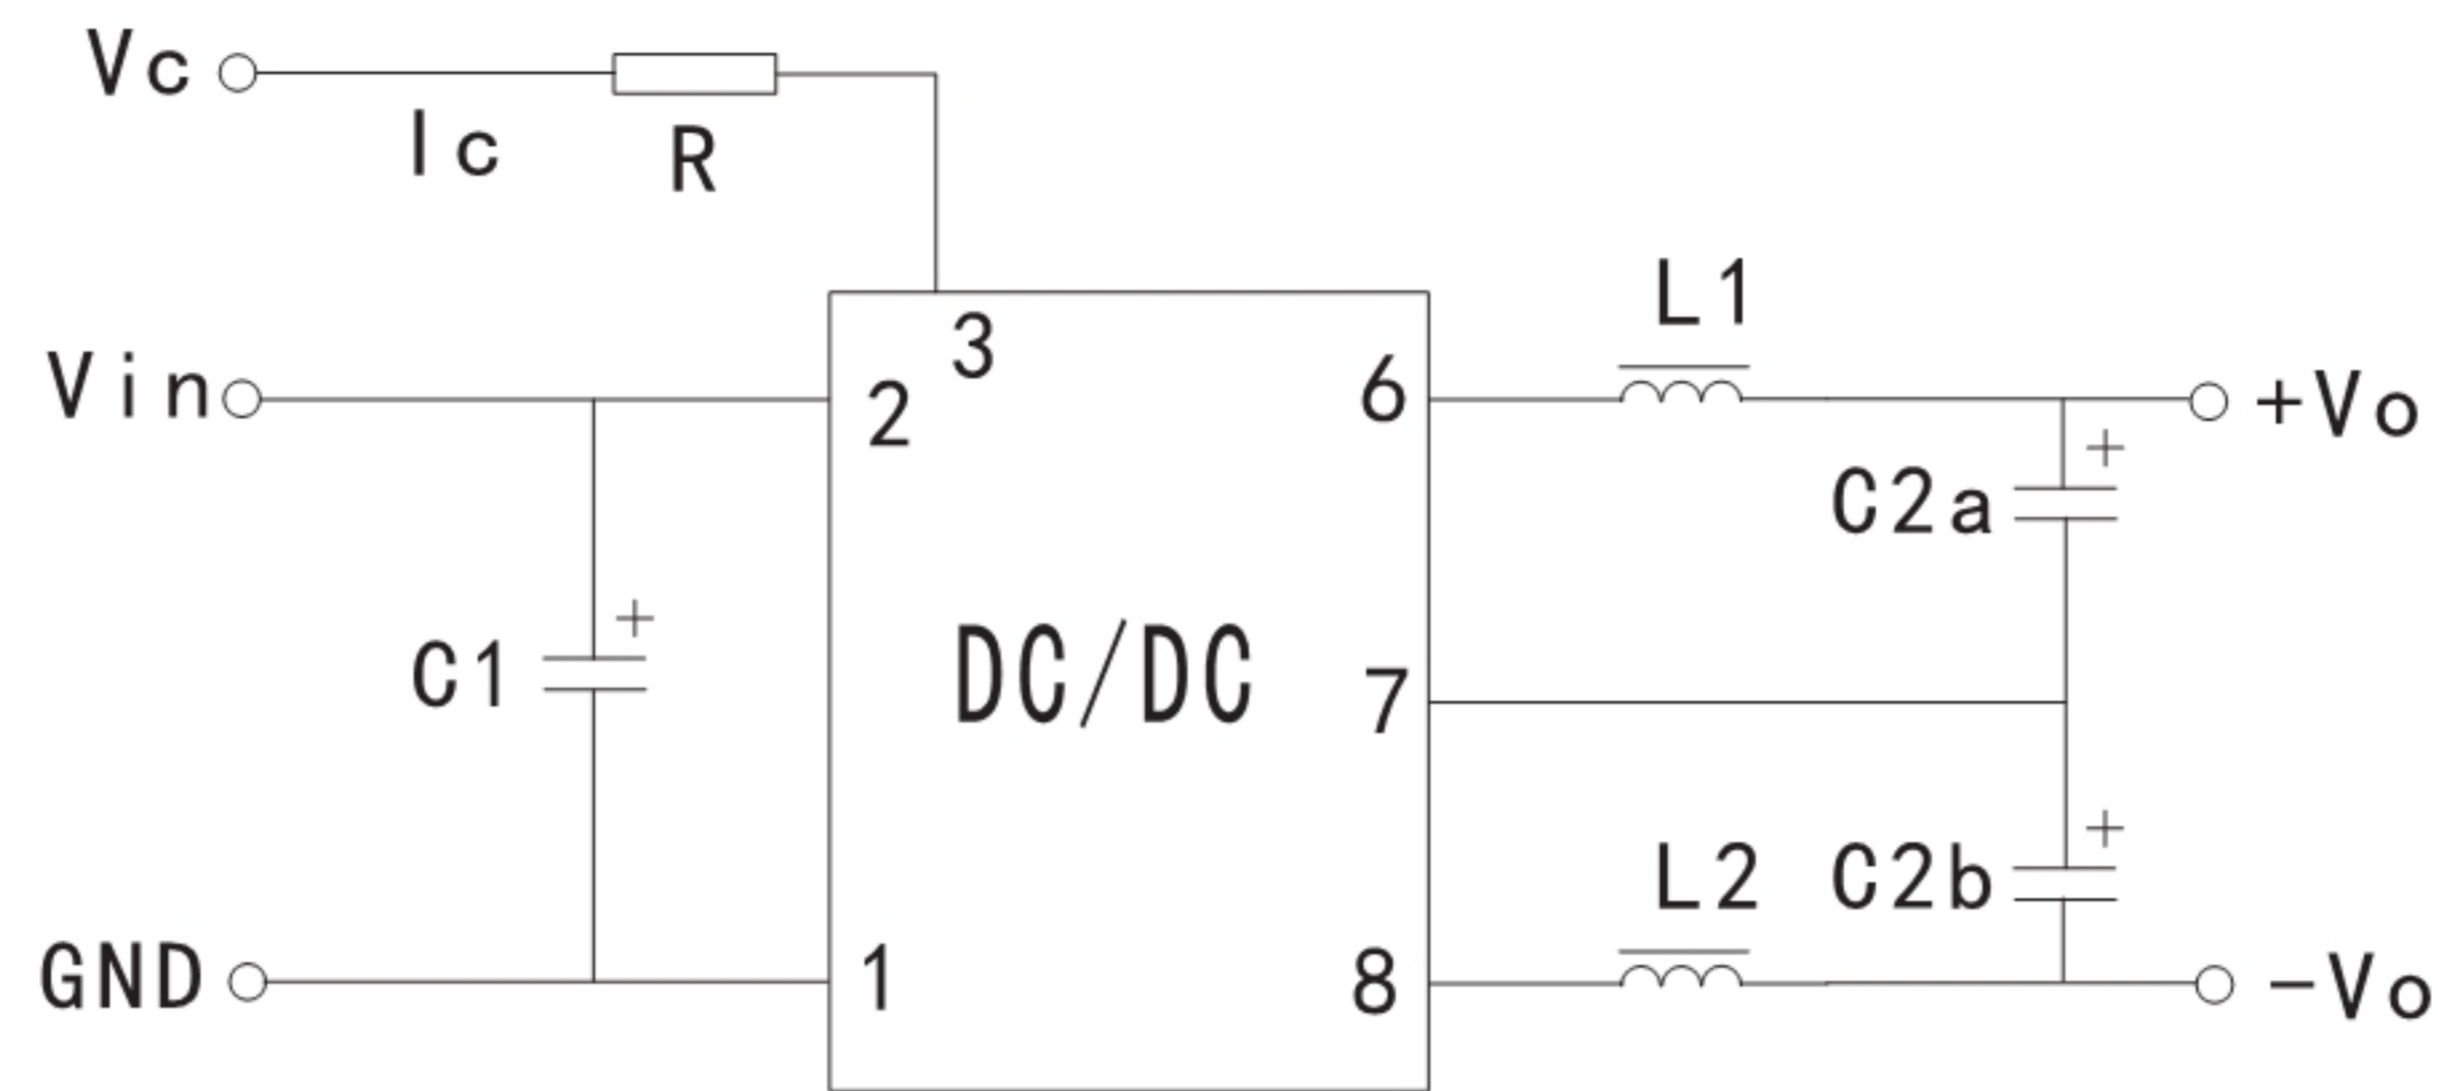 Vc
Ic
R
L1
3
Vin
2
6
+Vo
+
C2a
+
C1
DC/DC
7
+
L2
C2b
GND
1
8
-Vo